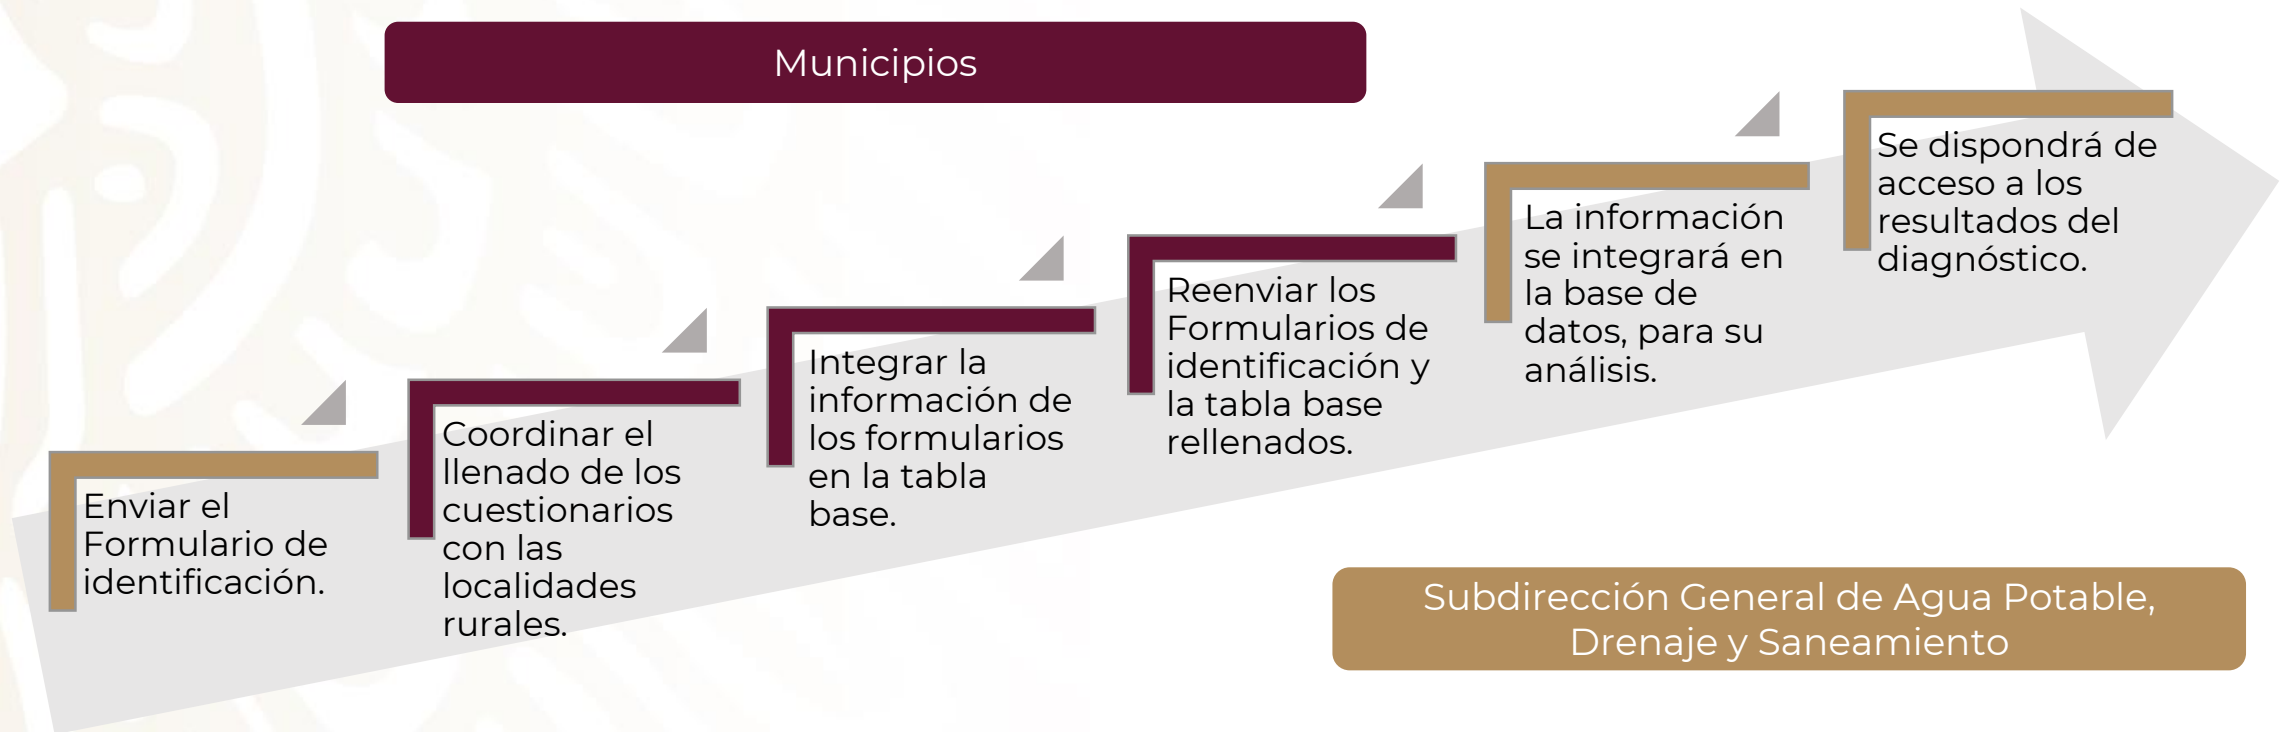 Municipios
Enviar el
Formulario de
identificación.
Coordinar el
llenado de los
cuestionarios
con las
localidades
rurales.
Integrar la
información de
los formularios
en la tabla
base.
Reenviar los
Formularios de
identificación y
la tabla base
rellenados.
La información
se integrará en
la base de
datos, para su
análisis.
Se dispondrá de
acceso a los
resultados del
diagnóstico.
Subdirección General de Agua Potable,
Drenaje y Saneamiento